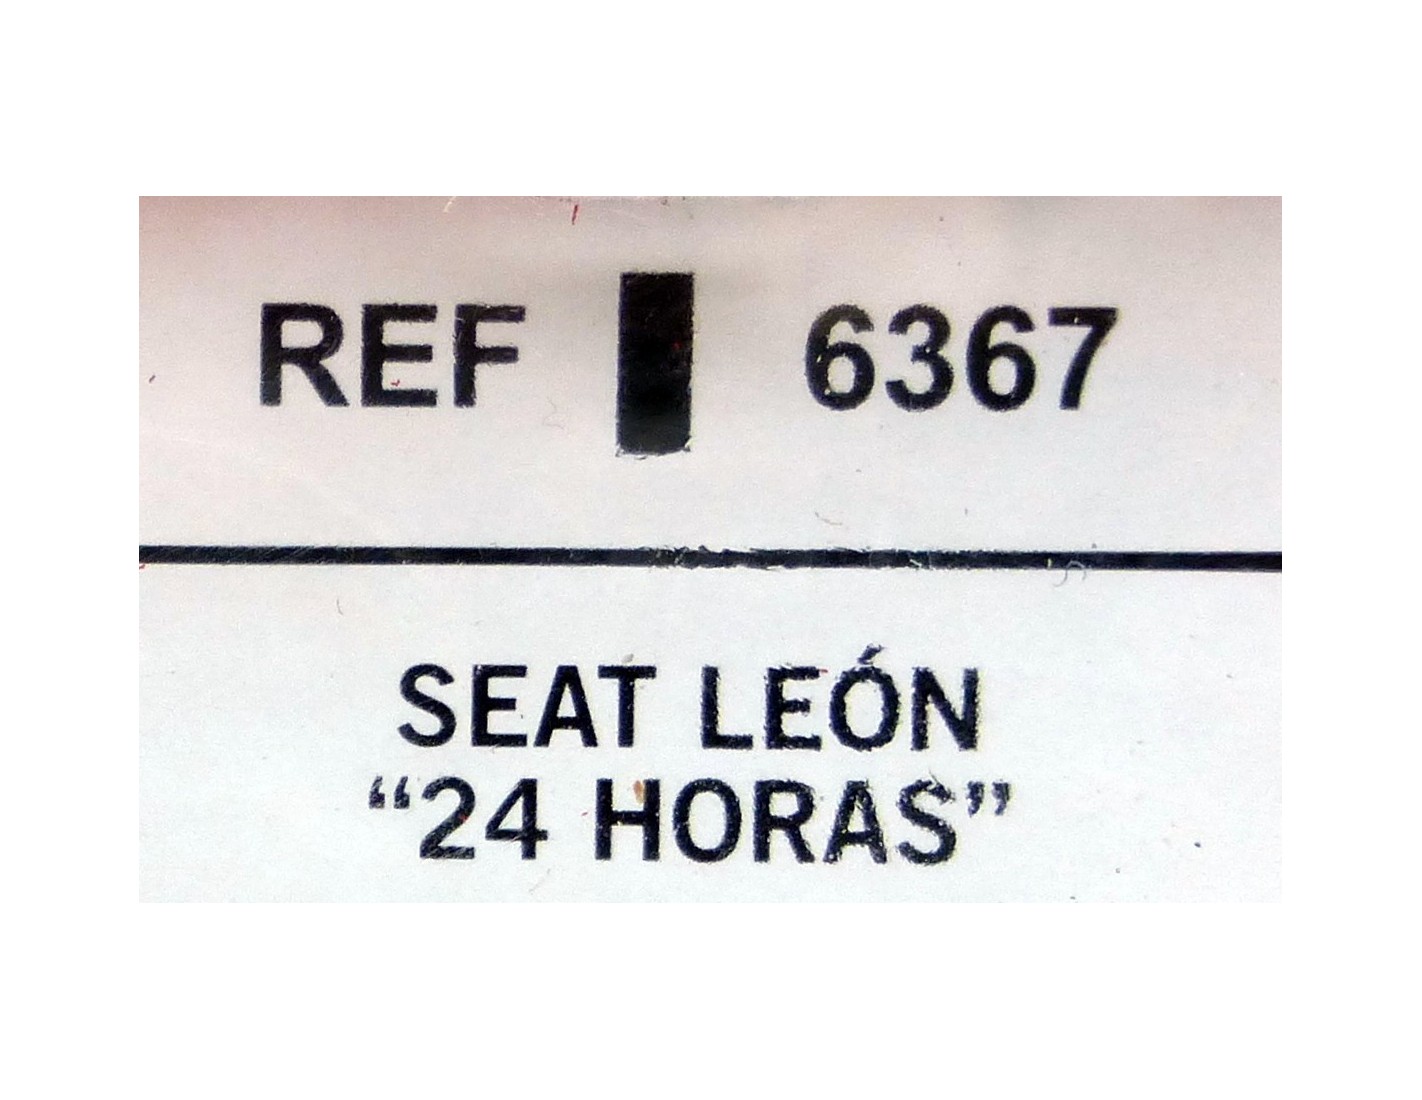 REF 6367
SEAT LEÓN
“24 HORAS”